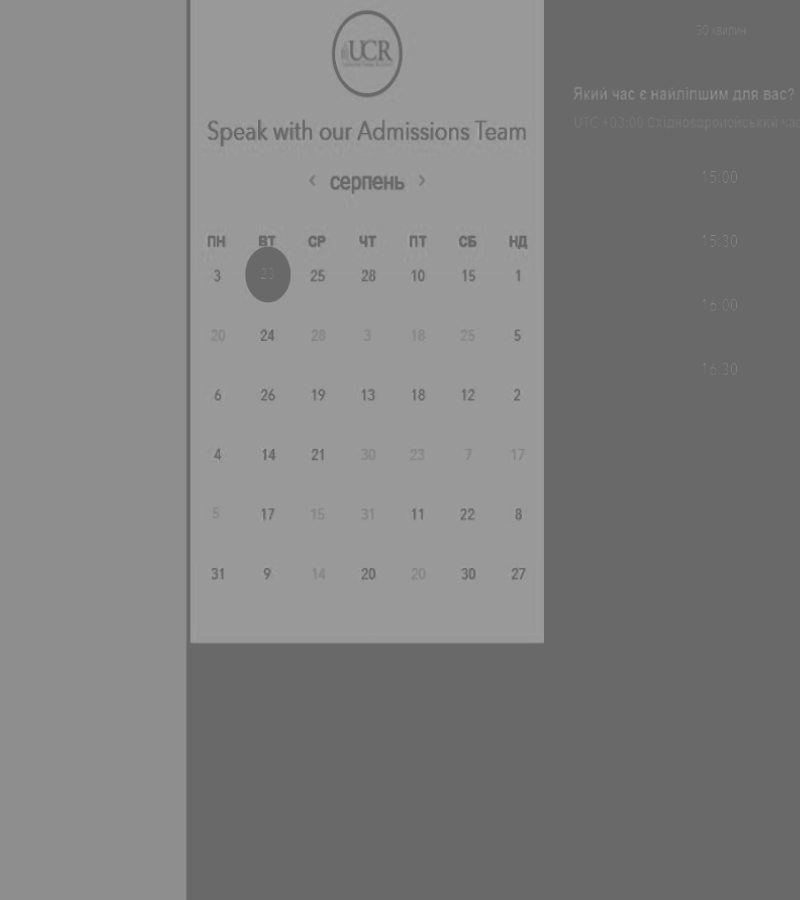 UCR
Speak with our Admissions Team
‹ серпень ›
ПН ВТ СР ЧТ ПТ СБ НД
3 23 25 28 10 15 1
20 24 28 3 18 25 5
6 26 19 13 18 12 2
4 14 21 30 23 7 17
5 17 15 31 11 22 8
31 9 14 20 20 30 27
30 хвилин
Який час є найліпшим для вас?
UTC +03:00 Східноєвропейський час
15:00
15:30
16:00
16:30